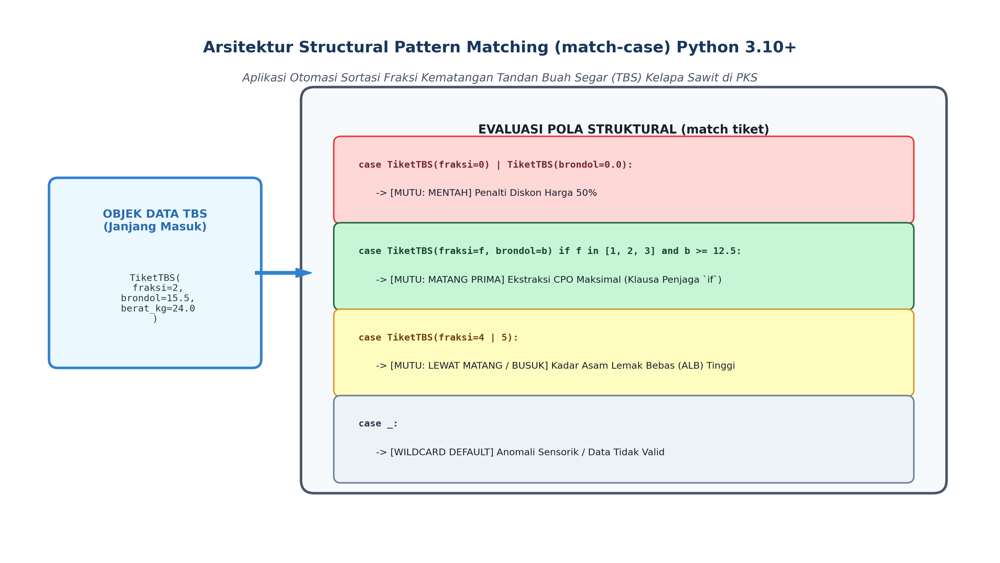 Arsitektur Structural Pattern Matching (match-case) Python 3.10+
Aplikasi Otomasi Sortasi Fraksi Kematangan Tandan Buah Segar (TBS) Kelapa Sawit di PKS
OBJEK DATA TBS
(Janjang Masuk)
TiketTBS(
fraksi=2,
brondol=15.5,
berat_kg=24.0
)
EVALUASI POLA STRUKTURAL (match tiket)
case TiketTBS(fraksi=0) | TiketTBS(brondol=0.0):
-> [MUTU: MENTAH] Penalti Diskon Harga 50%
case TiketTBS(fraksi=f, brondol=b) if f in [1, 2, 3] and b >= 12.5:
-> [MUTU: MATANG PRIMA] Ekstraksi CPO Maksimal (Klausa Penjaga `if`)
case TiketTBS(fraksi=4 | 5):
-> [MUTU: LEWAT MATANG / BUSUK] Kadar Asam Lemak Bebas (ALB) Tinggi
case _:
-> [WILDCARD DEFAULT] Anomali Sensorik / Data Tidak Valid